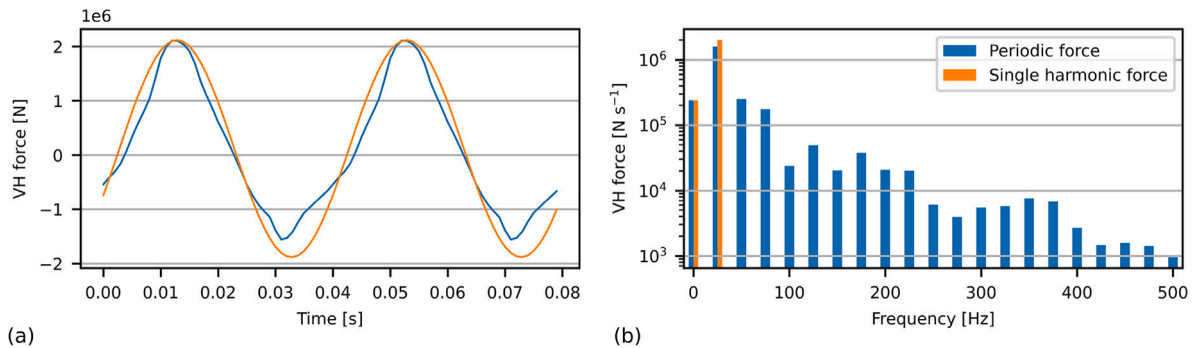 1e6
VH force [N]
2
1
0
−1
−2
0.00 0.01 0.02 0.03 0.04 0.05 0.06 0.07 0.08
Time [s]
(a)
VH force [N s⁻¹]
10⁶
10⁵
10⁴
10³
Periodic force
Single harmonic force
0 100 200 300 400 500
Frequency [Hz]
(b)